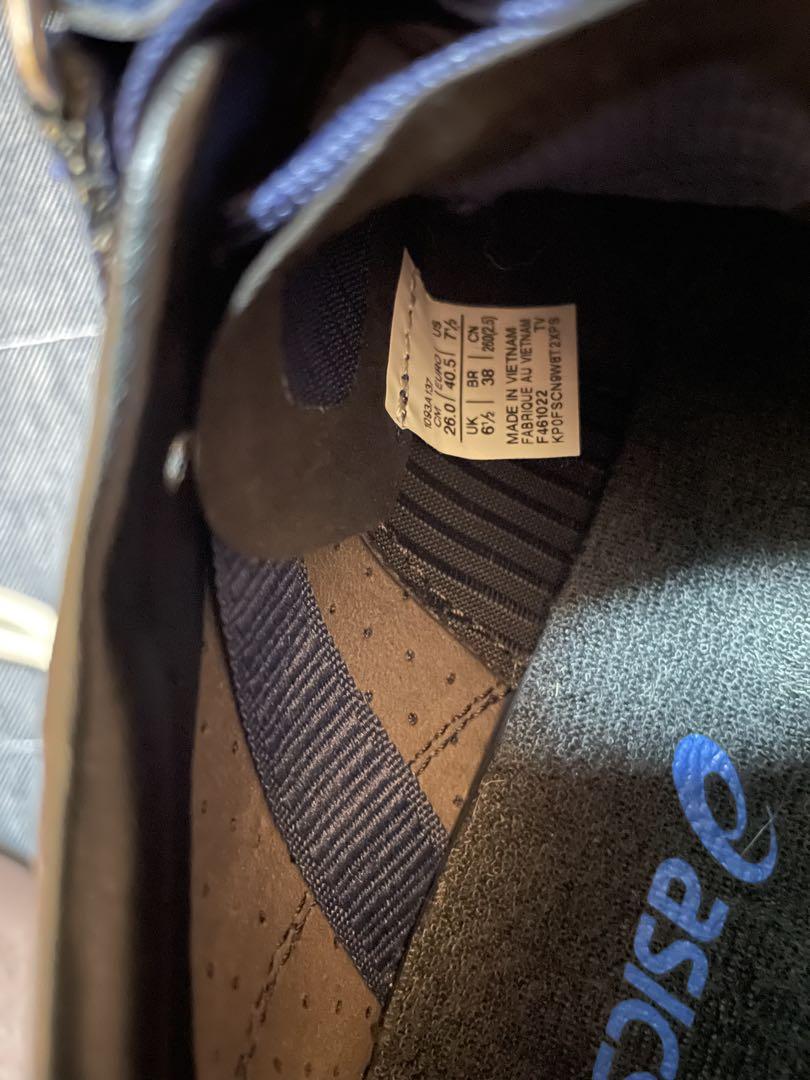 1093A137
CM EURO US
26.0 40.5 7½
UK BR CN
6½ 38 260(2.5)
MADE IN VIETNAM
FABRIQUE AU VIETNAM
F461022 TV
KP0FSCN9W8T2XPS
asics